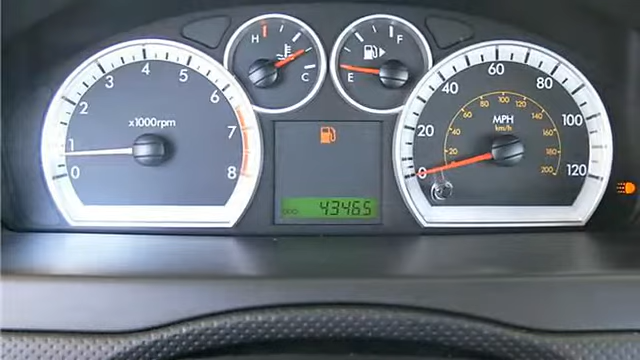 0 1 2 3 4 5 6 7 8
x1000rpm
H C
E F
43465
0 20 40 60 80 100 120
MPH
km/h
20 40 60 80 100 120 140 160 180 200